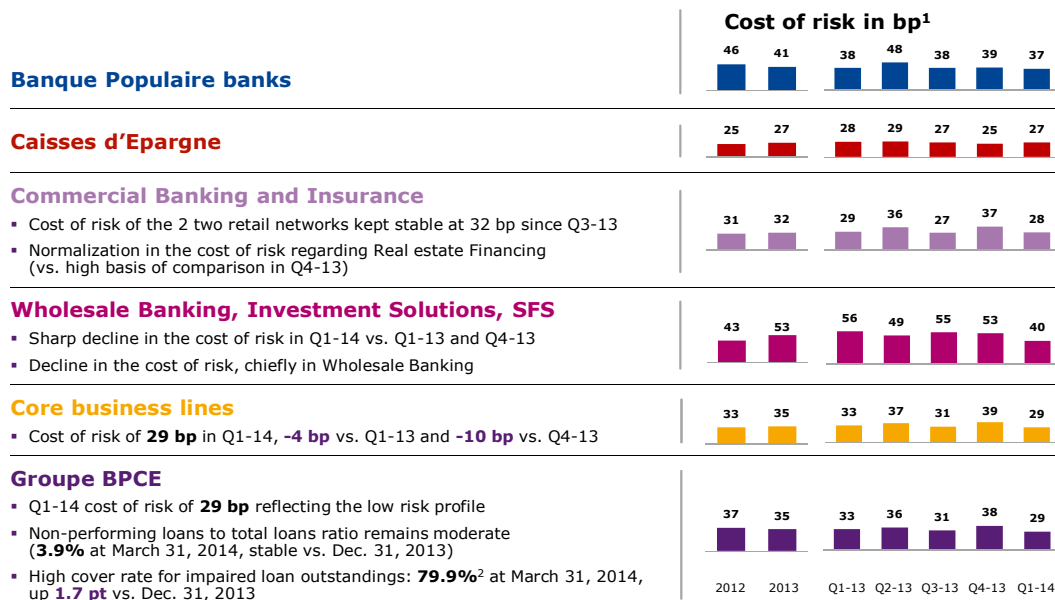 Cost of risk in bp¹
Banque Populaire banks
46 41 38 48 38 39 37
Caisses d’Epargne
25 27 28 29 27 25 27
Commercial Banking and Insurance
▪ Cost of risk of the 2 two retail networks kept stable at 32 bp since Q3-13
▪ Normalization in the cost of risk regarding Real estate Financing
(vs. high basis of comparison in Q4-13)
31 32 29 36 27 37 28
Wholesale Banking, Investment Solutions, SFS
▪ Sharp decline in the cost of risk in Q1-14 vs. Q1-13 and Q4-13
▪ Decline in the cost of risk, chiefly in Wholesale Banking
43 53 56 49 55 53 40
Core business lines
▪ Cost of risk of 29 bp in Q1-14, -4 bp vs. Q1-13 and -10 bp vs. Q4-13
33 35 33 37 31 39 29
Groupe BPCE
▪ Q1-14 cost of risk of 29 bp reflecting the low risk profile
▪ Non-performing loans to total loans ratio remains moderate
(3.9% at March 31, 2014, stable vs. Dec. 31, 2013)
▪ High cover rate for impaired loan outstandings: 79.9%² at March 31, 2014,
up 1.7 pt vs. Dec. 31, 2013
37 35 33 36 31 38 29
2012 2013 Q1-13 Q2-13 Q3-13 Q4-13 Q1-14